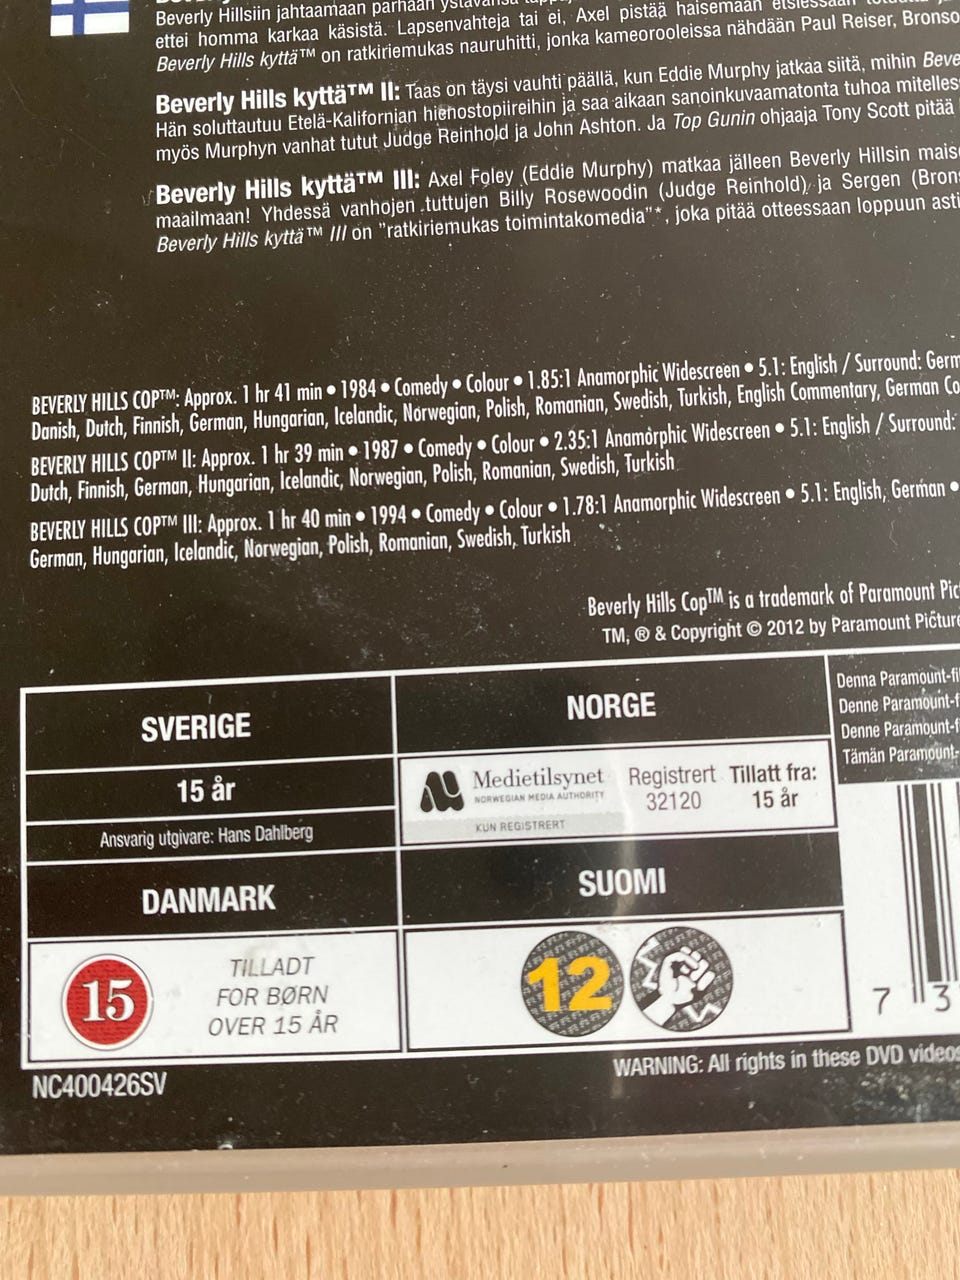 Beverly Hillsiin jahtaamaan parhaan ystävänsä
ettei homma karkaa käsistä. Lapsenvahteja tai ei, Axel pistää haisemaan etsiessään
Beverly Hills kyttä™ on ratkiriemukas nauruhitti, jonka kameorooleissa nähdään Paul Reiser,
Beverly Hills kyttä™ II: Taas on täysi vauhti päällä, kun Eddie Murphy jatkaa siitä, mihin
Hän soluttautuu Etelä-Kalifornian hienostopiireihin ja saa aikaan sanoinkuvaamatonta tuhoa
myös Murphyn vanhat tutut Judge Reinhold ja John Ashton. Ja Top Gunin ohjaaja Tony Scott pitää
Beverly Hills kyttä™ III: Axel Foley (Eddie Murphy) matkaa jälleen Beverly Hillsin
maailmaan! Yhdessä vanhojen tuttujen Billy Rosewoodin (Judge Reinhold) ja Sergen
Beverly Hills kyttä™ III on "ratkiriemukas toimintakomedia"*, joka pitää otteessaan loppuun asti
BEVERLY HILLS COP™: Approx. 1 hr 41 min • 1984 • Comedy • Colour • 1.85:1 Anamorphic Widescreen • 5.1: English / Surround:
Danish, Dutch, Finnish, German, Hungarian, Icelandic, Norwegian, Polish, Romanian, Swedish, Turkish, English Commentary, German
BEVERLY HILLS COP™ II: Approx. 1 hr 39 min • 1987 • Comedy • Colour • 2.35:1 Anamorphic Widescreen • 5.1: English / Surround:
Dutch, Finnish, German, Hungarian, Icelandic, Norwegian, Polish, Romanian, Swedish, Turkish
BEVERLY HILLS COP™ III: Approx. 1 hr 40 min • 1994 • Comedy • Colour • 1.78:1 Anamorphic Widescreen • 5.1: English, German •
German, Hungarian, Icelandic, Norwegian, Polish, Romanian, Swedish, Turkish
Beverly Hills Cop™ is a trademark of Paramount
TM, ® & Copyright © 2012 by Paramount
SVERIGE
15 år
Ansvarig utgivare: Hans Dahlberg
NORGE
Medietilsynet
NORWEGIAN MEDIA AUTHORITY
KUN REGISTRERT
Registrert
32120
Tillatt fra:
15 år
Denna Paramount-
Denne Paramount-
Denne Paramount-
Tämän Paramount-
DANMARK
15
TILLADT
FOR BØRN
OVER 15 ÅR
SUOMI
12
7 3
NC400426SV
WARNING: All rights in these DVD